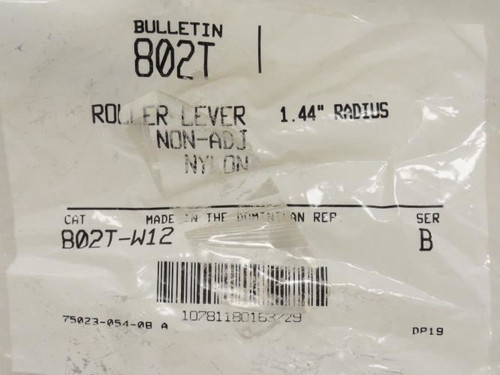 BULLETIN
802T
ROLLER LEVER 1.44" RADIUS
NON-ADJ
NYLON
CAT MADE IN THE DOMINICAN REP. SER
802T-W12 B
75023-054-08 A DP19